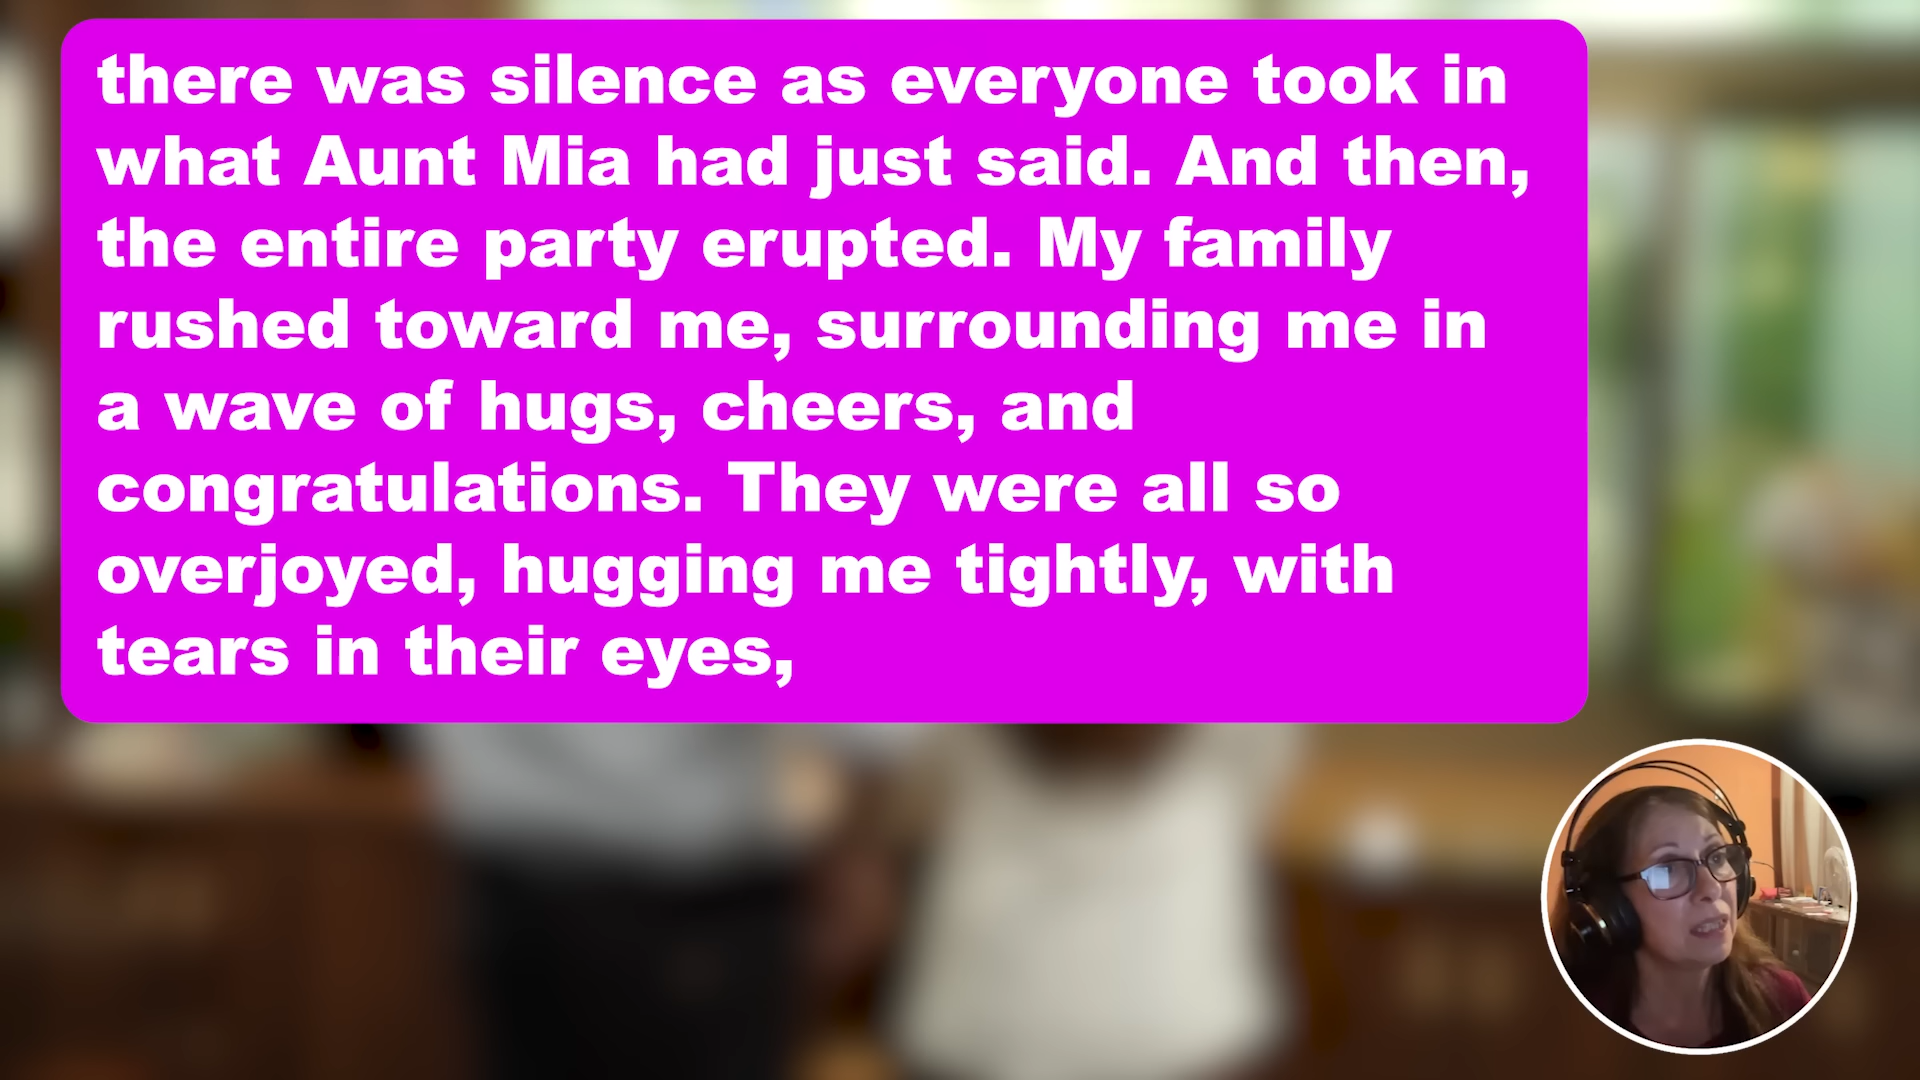 there was silence as everyone took in
what Aunt Mia had just said. And then,
the entire party erupted. My family
rushed toward me, surrounding me in
a wave of hugs, cheers, and
congratulations. They were all so
overjoyed, hugging me tightly, with
tears in their eyes,